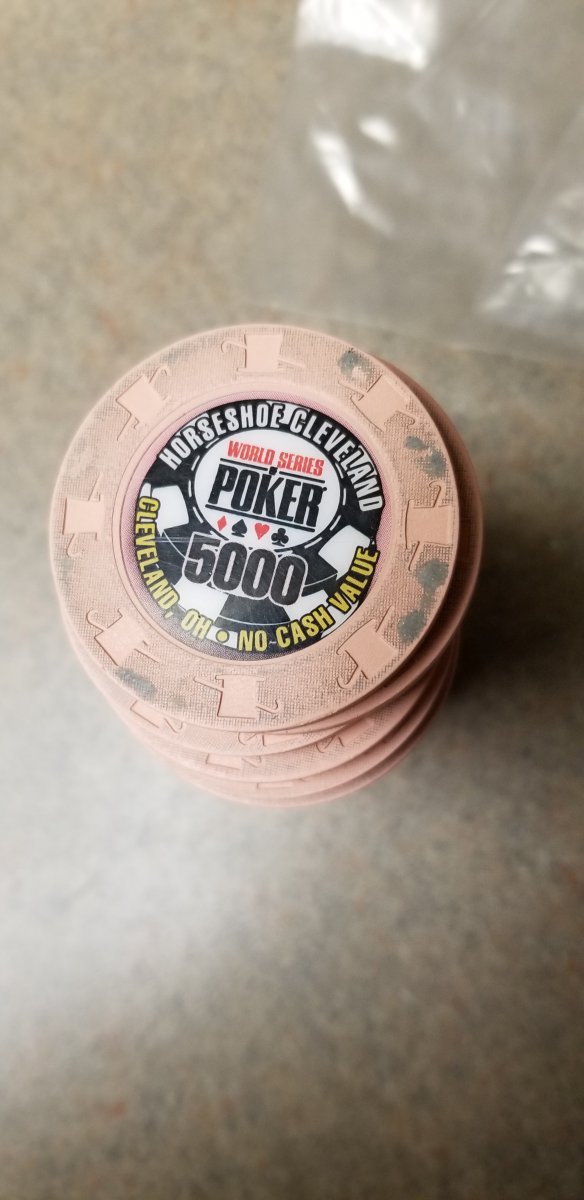 HORSESHOE CLEVELAND
WORLD SERIES
POKER
5000
CLEVELAND, OH • NO CASH VALUE